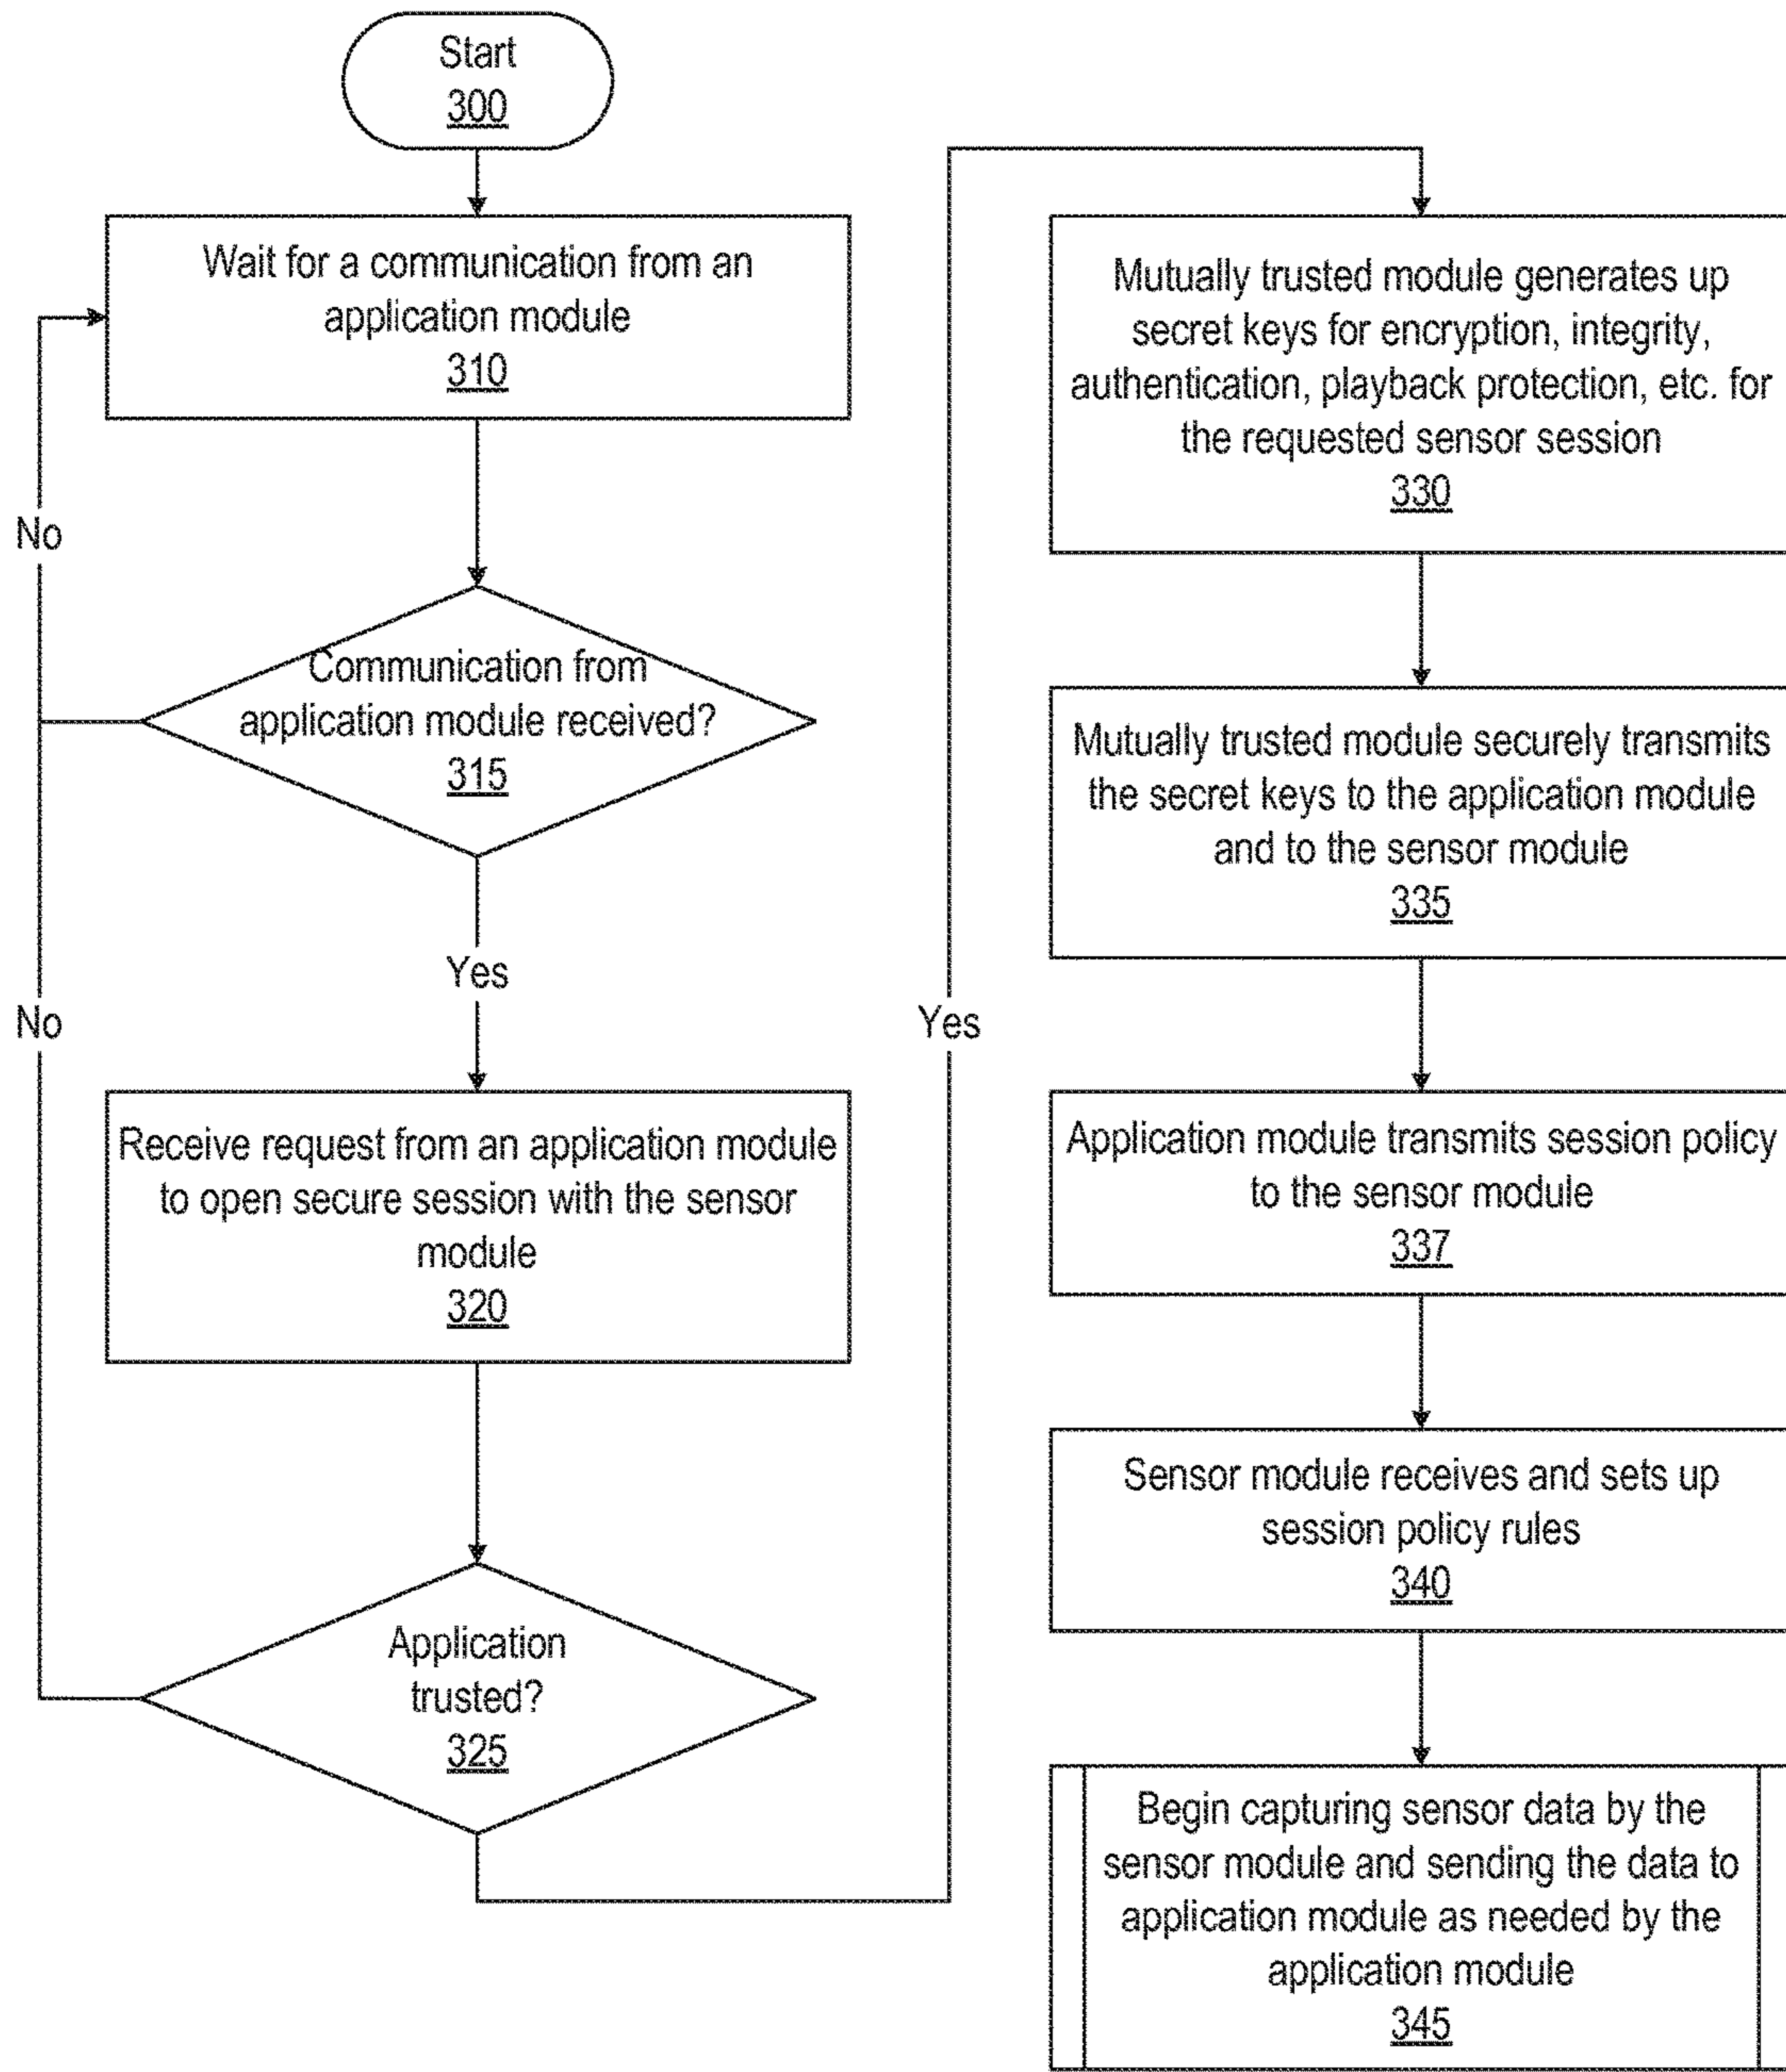 Start
300
Wait for a communication from an
application module
310
No
Communication from
application module received?
315
Yes
No
Receive request from an application module
to open secure session with the sensor
module
320
Application
trusted?
325
Yes
Mutually trusted module generates up
secret keys for encryption, integrity,
authentication, playback protection, etc. for
the requested sensor session
330
Mutually trusted module securely transmits
the secret keys to the application module
and to the sensor module
335
Application module transmits session policy
to the sensor module
337
Sensor module receives and sets up
session policy rules
340
Begin capturing sensor data by the
sensor module and sending the data to
application module as needed by the
application module
345